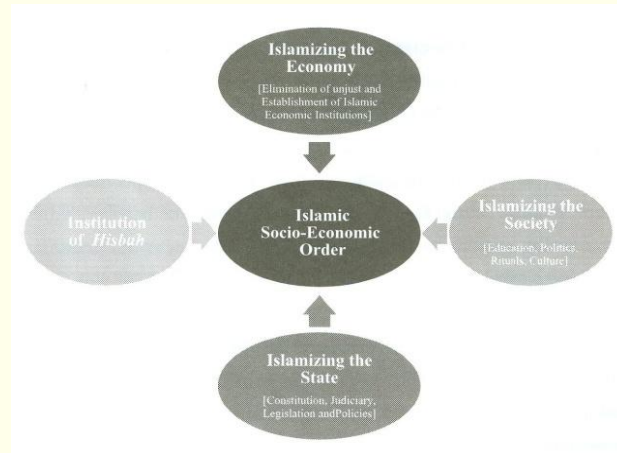 Islamizing the
Economy
[Elimination of unjust and
Establishment of Islamic
Economic Institutions]
Institution
of Hisbah
Islamic
Socio-Economic
Order
Islamizing the
Society
[Education, Politics,
Rituals, Culture]
Islamizing the
State
[Constitution, Judiciary,
Legislation andPolicies]